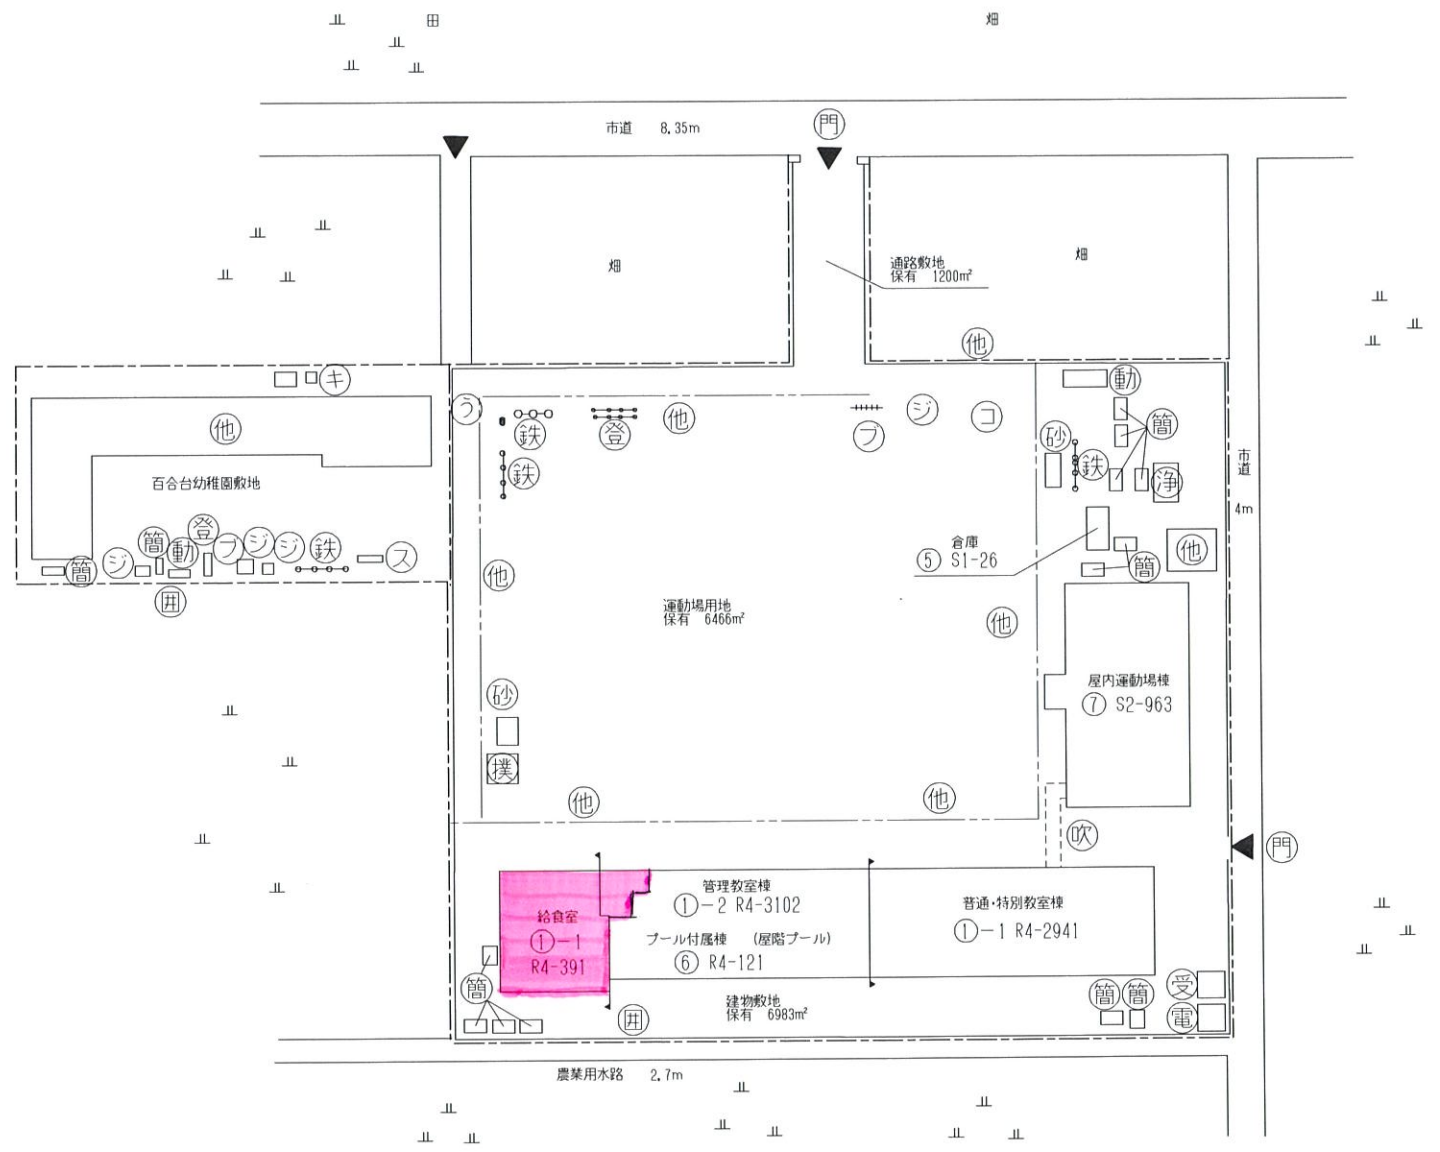 田
畑
市道 8.35m
門
畑
畑
通路敷地
保有 1200㎡
他
キ
動
う
他
鉄
登
他
ブ
ジ
コ
砂
簡
鉄
鉄
浄
市道
4m
百合台幼稚園敷地
簡
ジ
簡
動
登
ブ
ジ
ジ
鉄
ス
囲
他
倉庫
⑤ S1-26
他
簡
運動場用地
保有 6466㎡
他
屋内運動場棟
⑦ S2-963
砂
撲
他
他
吹
門
給食室
①-1
R4-391
管理教室棟
①-2 R4-3102
プール付属棟 (屋階プール)
⑥ R4-121
普通・特別教室棟
①-1 R4-2941
簡
建物敷地
保有 6983㎡
囲
簡
簡
受
電
農業用水路 2.7m